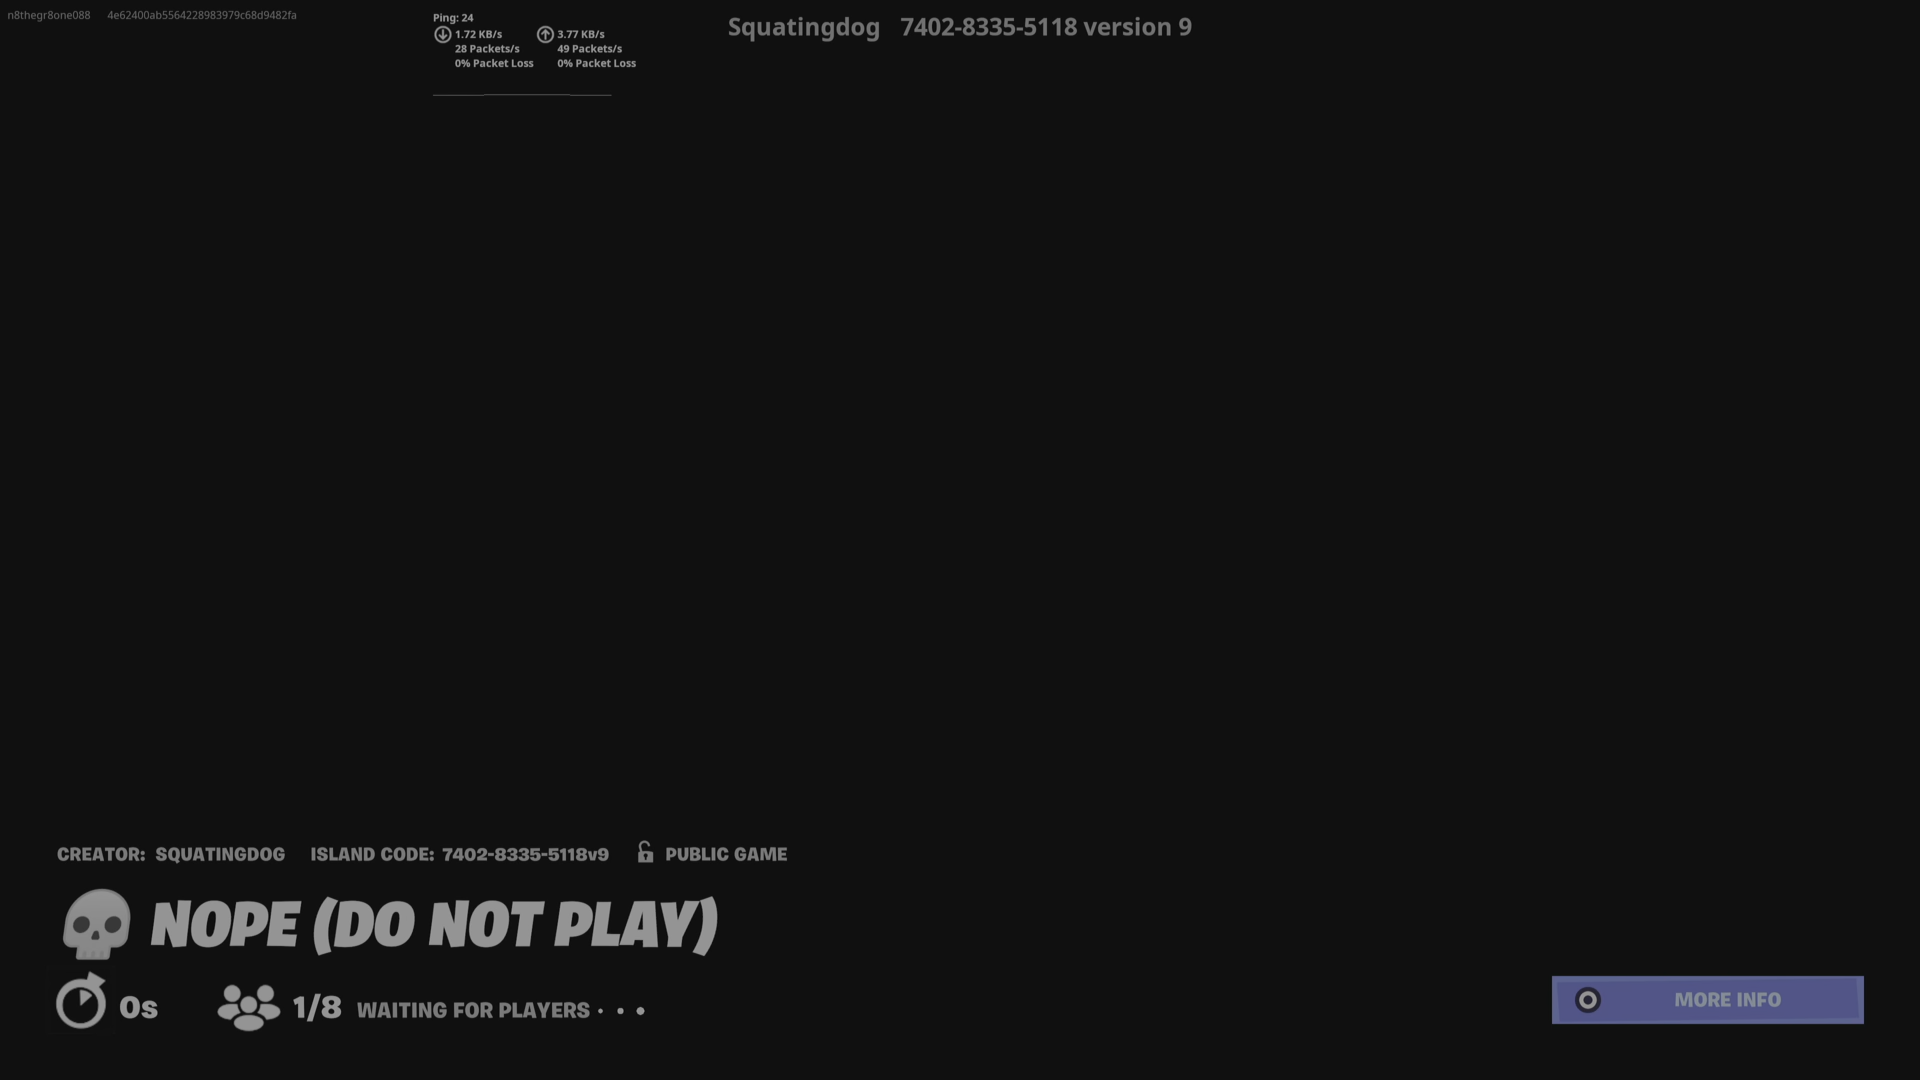 n8thegr8one088 4e62400ab5564228983979c68d9482fa
Ping: 24
1.72 KB/s 3.77 KB/s
28 Packets/s 49 Packets/s
0% Packet Loss 0% Packet Loss
Squatingdog 7402-8335-5118 version 9
CREATOR: SQUATINGDOG ISLAND CODE: 7402-8335-5118v9 PUBLIC GAME
NOPE (DO NOT PLAY)
0s 1/8 WAITING FOR PLAYERS
MORE INFO